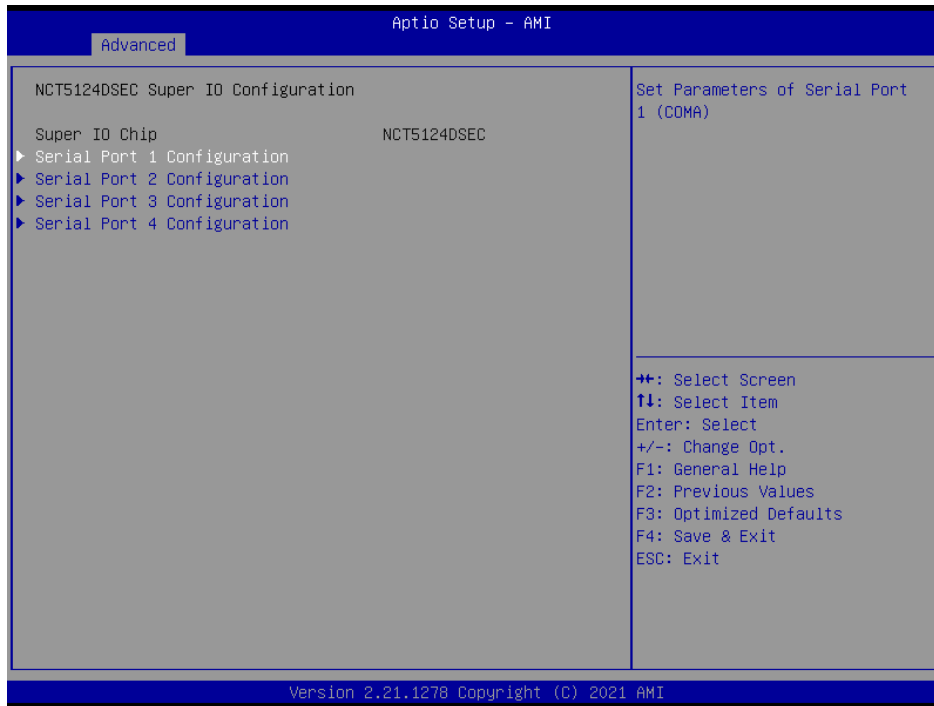 Aptio Setup – AMI
Advanced
NCT5124DSEC Super IO Configuration
Super IO Chip NCT5124DSEC
Serial Port 1 Configuration
Serial Port 2 Configuration
Serial Port 3 Configuration
Serial Port 4 Configuration
Set Parameters of Serial Port
1 (COMA)
→←: Select Screen
↑↓: Select Item
Enter: Select
+/-: Change Opt.
F1: General Help
F2: Previous Values
F3: Optimized Defaults
F4: Save & Exit
ESC: Exit
Version 2.21.1278 Copyright (C) 2021 AMI